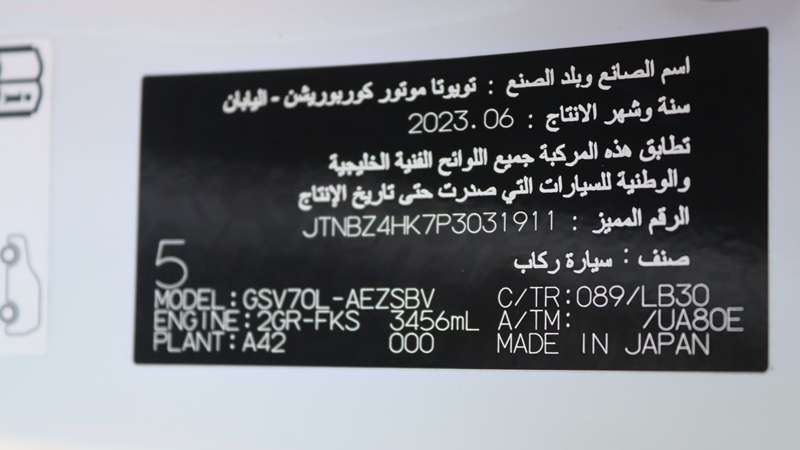 اسم الصانع وبلد الصنع : تويوتا موتور كوربوريشن - اليابان
سنة وشهر الانتاج : 2023.06
تطابق هذه المركبة جميع اللوائح الفنية الخليجية
والوطنية للسيارات التي صدرت حتى تاريخ الإنتاج
الرقم المميز : JTNBZ4HK7P3031911
صنف : سيارة ركاب
5
MODEL:GSV70L-AEZSBV C/TR:089/LB30
ENGINE:2GR-FKS 3456mL A/TM: /UA80E
PLANT:A42 000 MADE IN JAPAN